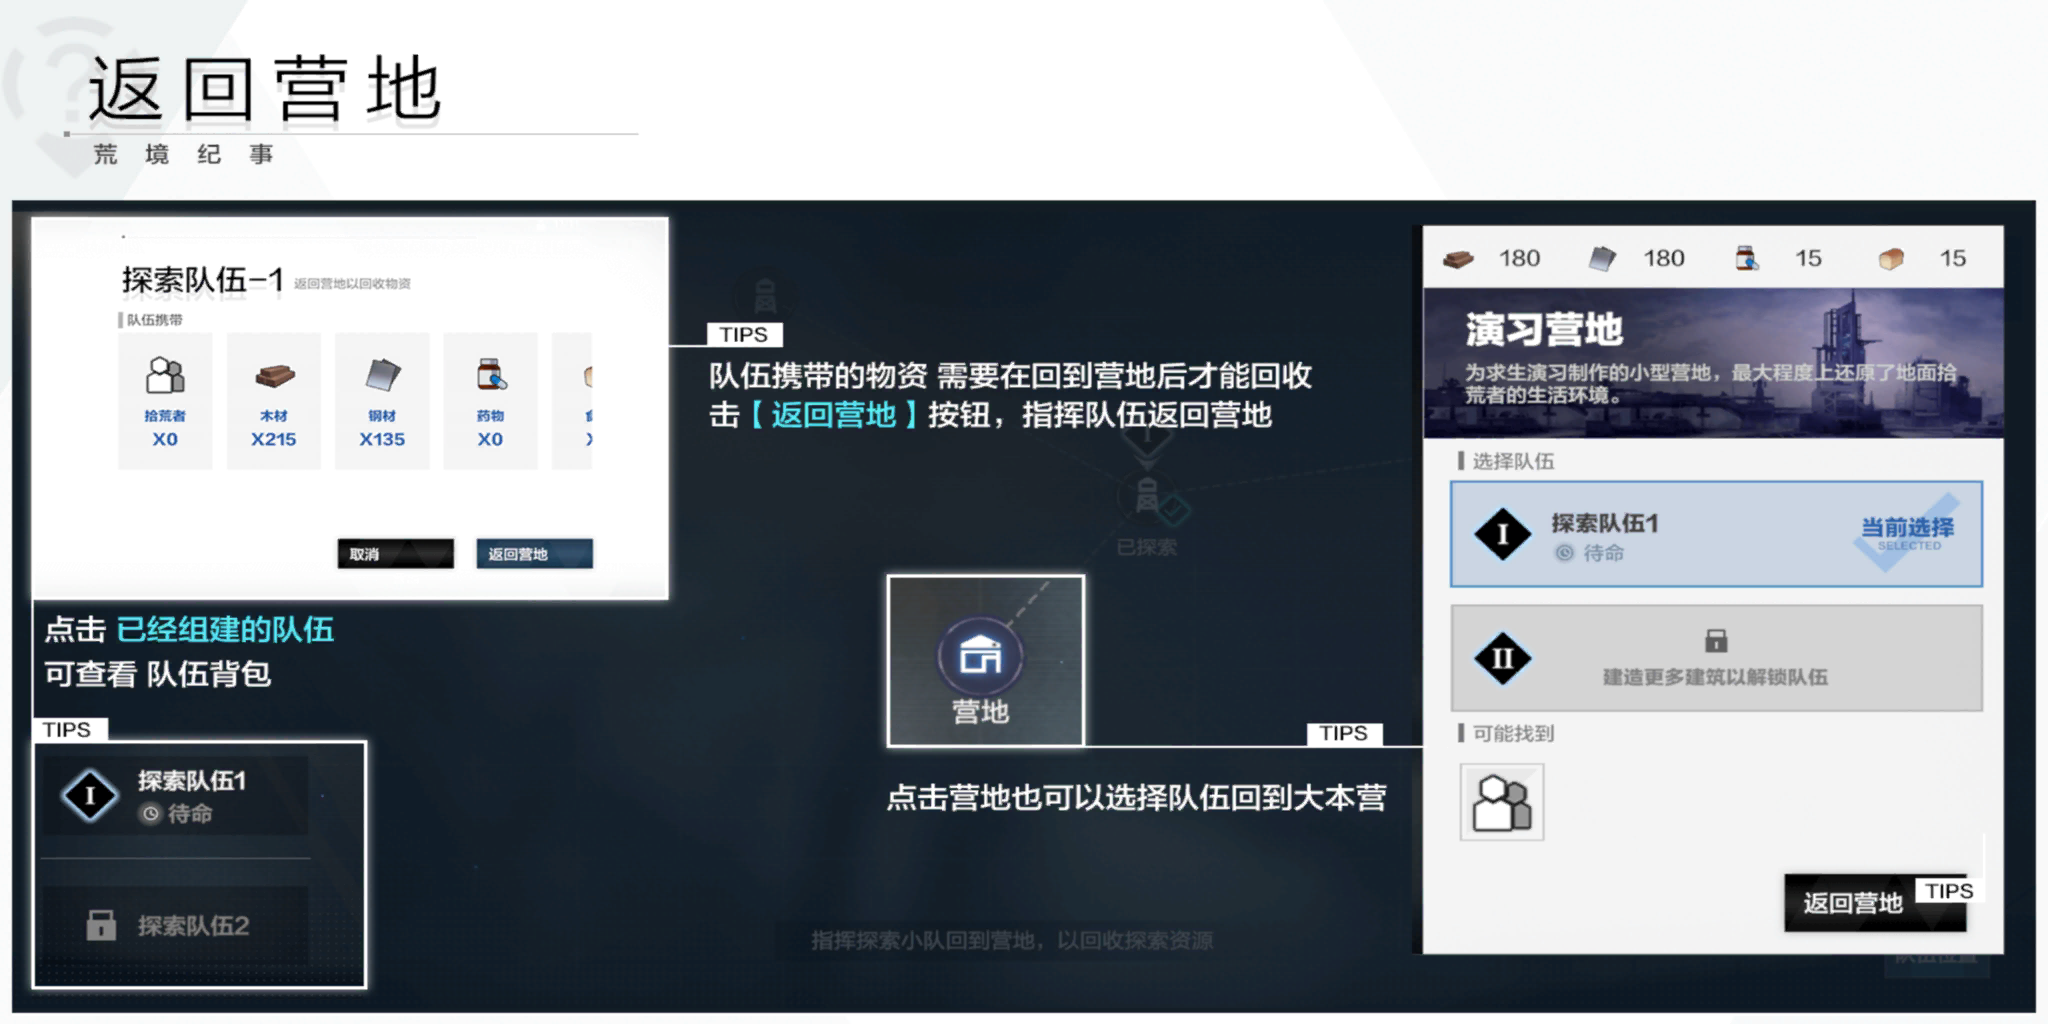 返回营地
荒境纪事
探索队伍-1 返回营地以回收物资
队伍携带
拾荒者 木材 钢材 药物
X0 X215 X135 X0
取消 返回营地
点击 已经组建的队伍
可查看 队伍背包
TIPS
I 探索队伍1
待命
探索队伍2
TIPS
队伍携带的物资 需要在回到营地后才能回收
击【返回营地】按钮，指挥队伍返回营地
已探索
营地
TIPS
点击营地也可以选择队伍回到大本营
指挥探索小队回到营地，以回收探索资源
180 180 15 15
演习营地
为求生演习制作的小型营地，最大程度上还原了地面拾
荒者的生活环境。
选择队伍
I 探索队伍1
待命
当前选择
SELECTED
II 建造更多建筑以解锁队伍
可能找到
返回营地
TIPS